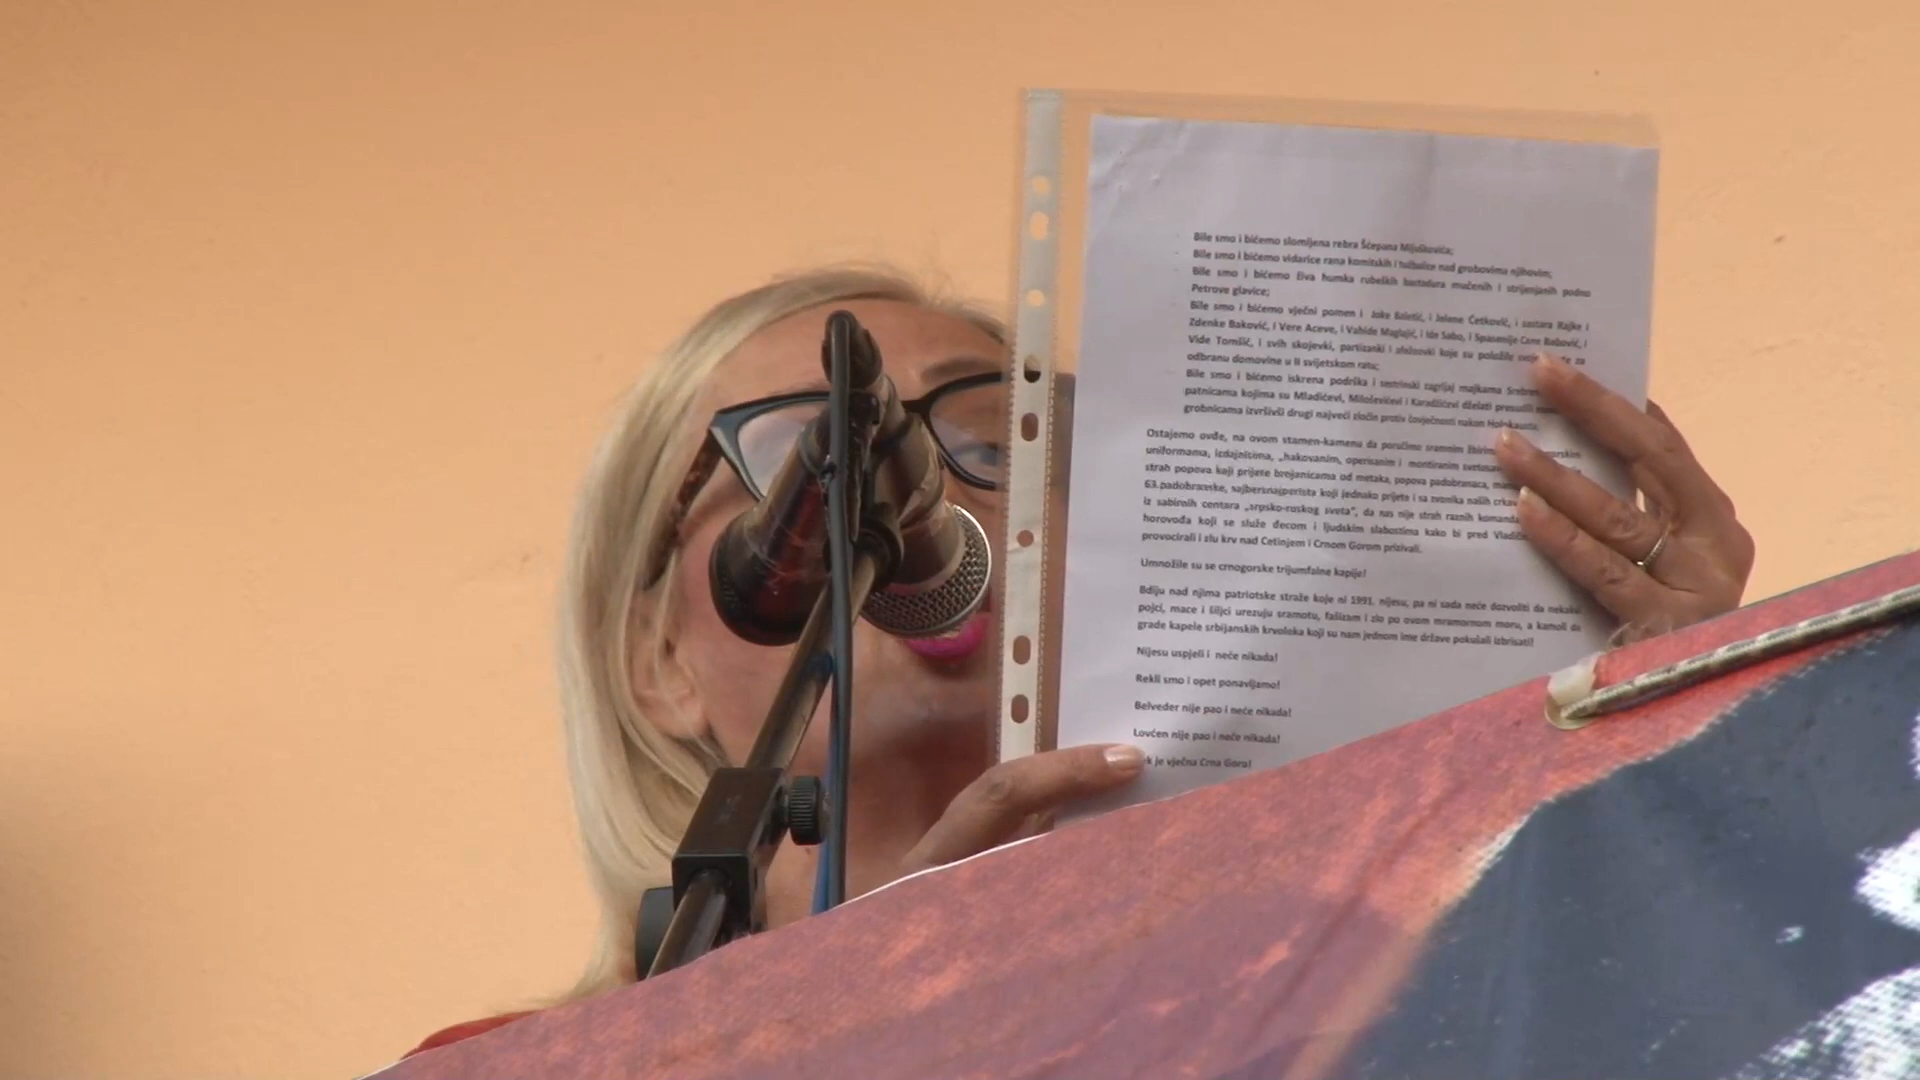 Bile smo i bićemo slomljena rebra Šćepana Mijuškovića;
Bile smo i bićemo vidarice rana komitskih i tužbalice nad grobovima njihovim;
Bile smo i bićemo živa humka rubeških buntadura mučenih i strijeljanih podno
Petrove glavice;
Bile smo i bićemo vječni pomen i Joke Baletić, i Jelene Ćetković, i sestara Rajke i
Zdenke Baković, i Vere Aceve, i Vahide Maglajić, i Ide Sabo, i Spasenije Cane Babović, i
Vide Tomšič, i svih skojevki, partizanki i afežeovki koje su položile svoje za
odbranu domovine u II svijetskom ratu;
Bile smo i bićemo iskrena podrška i sestrinski zagrljaj majkama
patnicama kojima su Mladićevi, Miloševićevi i Karadžićevi dželati presudili
grobnicama izvršivši drugi najveći zločin protiv čovječnosti nakon Holokausta;
Ostajemo ovđe, na ovom stamen-kamenu da poručimo sramnim
uniformama, izdajnicima, „hakovanim, operisanim i montiranim
strah popova koji prijete brojanicama od metaka, popova padobranaca,
63.padobranske, koji jednako prijete i sa zvonika naših
iz sabirnih centara „srpsko-ruskog sveta“, da nas nije strah raznih
horovođa koji se služe decom i ljudskim slabostima kako bi pred
provocirali i zlu krv nad Cetinjem i Crnom Gorom prizivali.
Umnožile su se crnogorske trijumfalne kapije!
Bdiju nad njima patriotske straže koje ni 1991. nijesu, pa ni sada neće dozvoliti da nekakvi
pojci, mace i šiljci urezuju sramotu, fašizam i zlo po ovom mramornom moru, a kamoli da
grade kapele srbijanskih krvoloka koji su nam jednom ime države pokušali izbrisati!
Nijesu uspjeli i neće nikada!
Rekli smo i opet ponavljamo!
Belveder nije pao i neće nikada!
Lovćen nije pao i neće nikada!
je vječna Crna Gora!